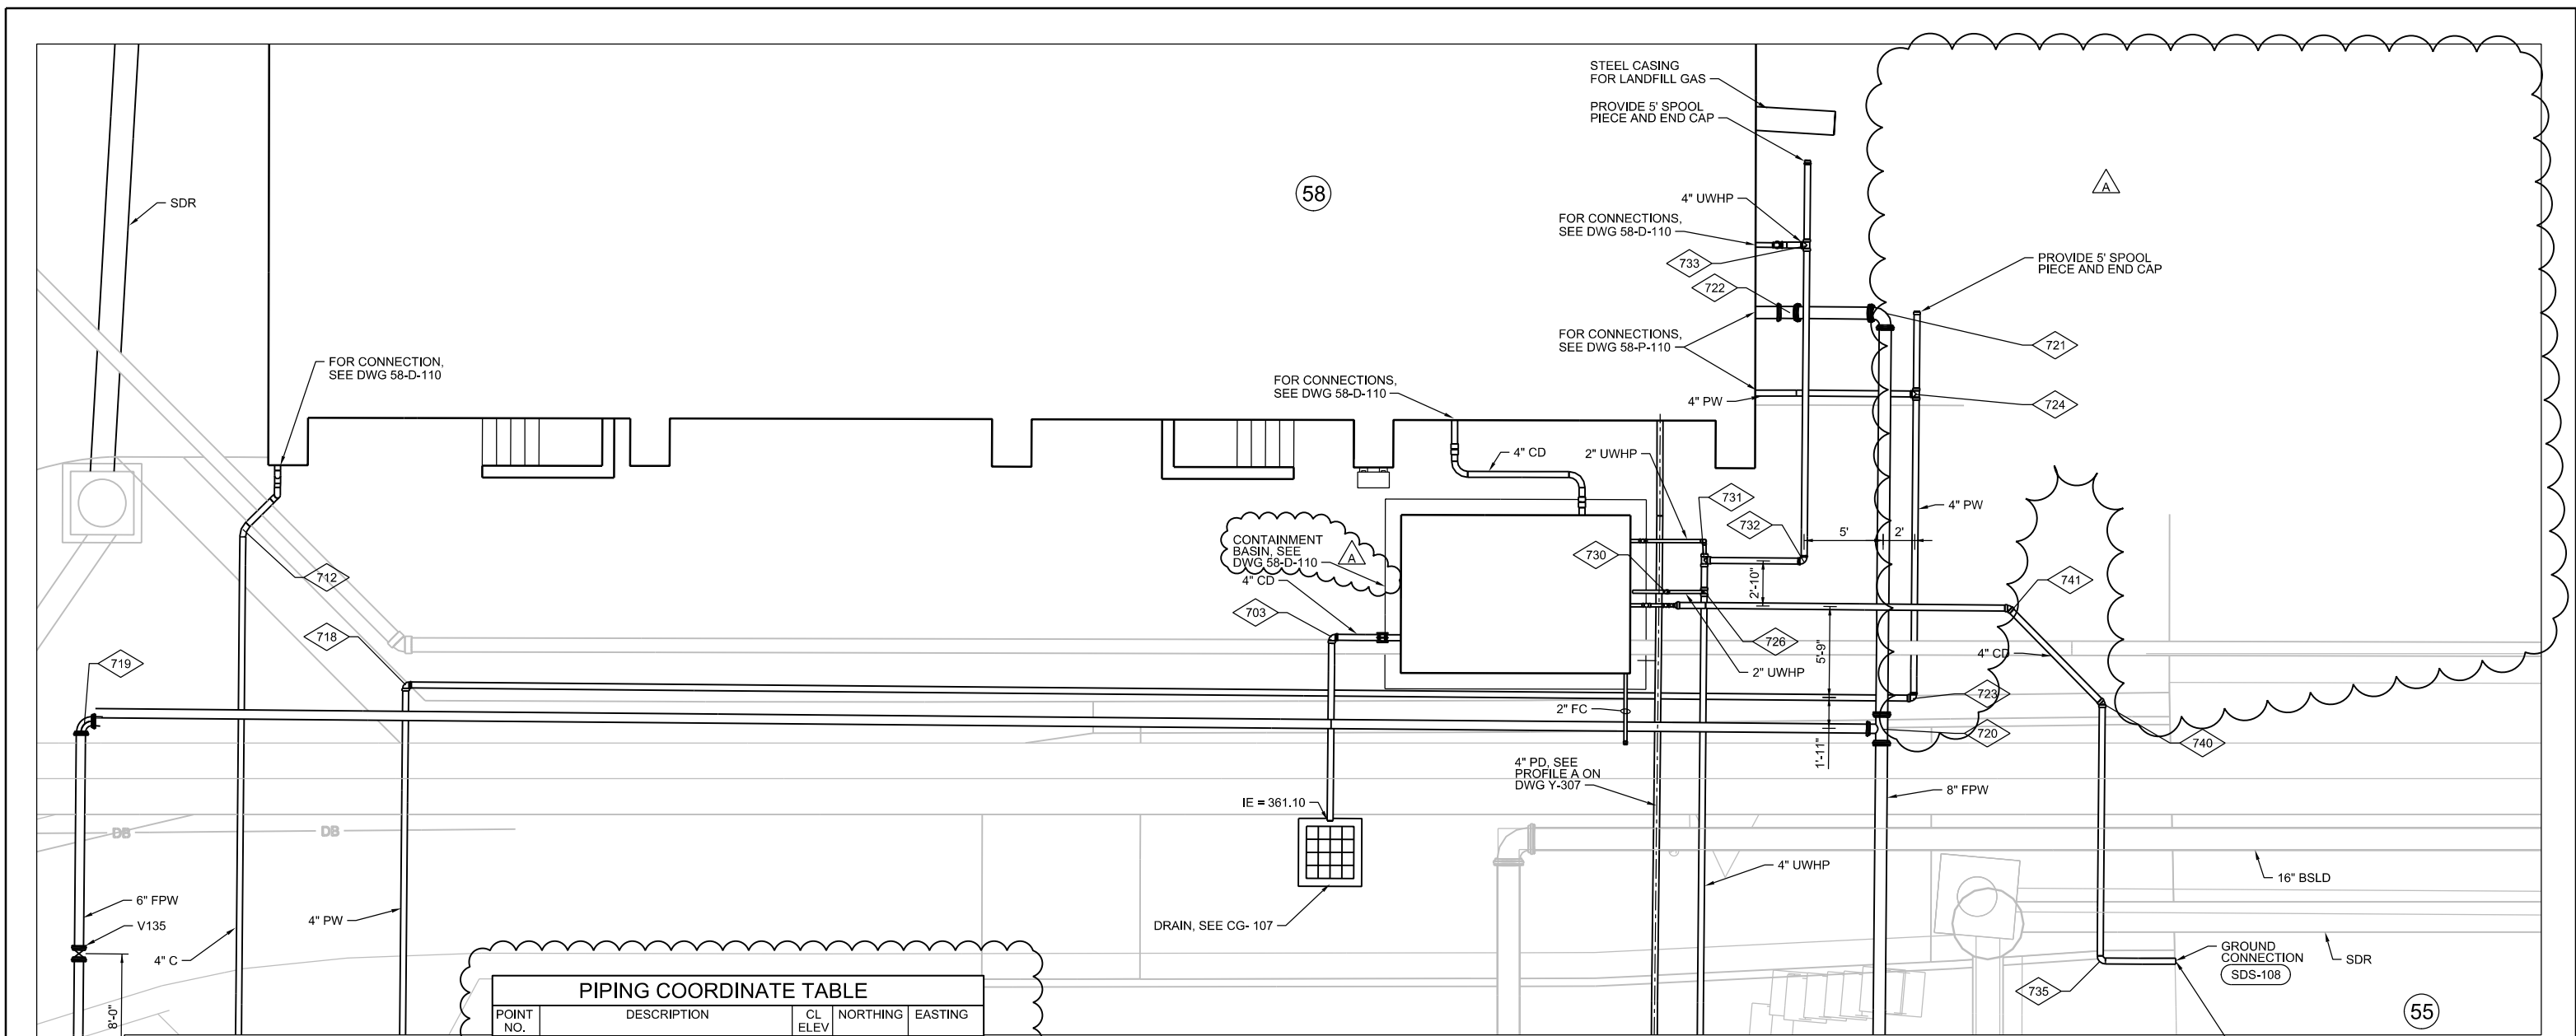 STEEL CASING
FOR LANDFILL GAS
PROVIDE 5' SPOOL
PIECE AND END CAP
58
A
SDR
4" UWHP
FOR CONNECTIONS,
SEE DWG 58-D-110
733
722
PROVIDE 5' SPOOL
PIECE AND END CAP
FOR CONNECTIONS,
SEE DWG 58-P-110
721
FOR CONNECTION,
SEE DWG 58-D-110
FOR CONNECTIONS,
SEE DWG 58-D-110
4" PW
724
4" CD
2" UWHP
731
4" PW
732
5'
2'
CONTAINMENT
BASIN, SEE
DWG 58-D-110
A
730
712
4" CD
2'-10"
741
703
718
726
719
5'-9"
4" CD
2" UWHP
723
2" FC
720
740
1'-11"
4" PD, SEE
PROFILE A ON
DWG Y-307
8" FPW
IE = 361.10
DB
DB
4" UWHP
16" BSLD
6" FPW
V135
4" PW
DRAIN, SEE CG- 107
4" C
GROUND
CONNECTION
SDS-108
SDR
735
8'-0"
55
PIPING COORDINATE TABLE
POINT NO. DESCRIPTION CL ELEV NORTHING EASTING